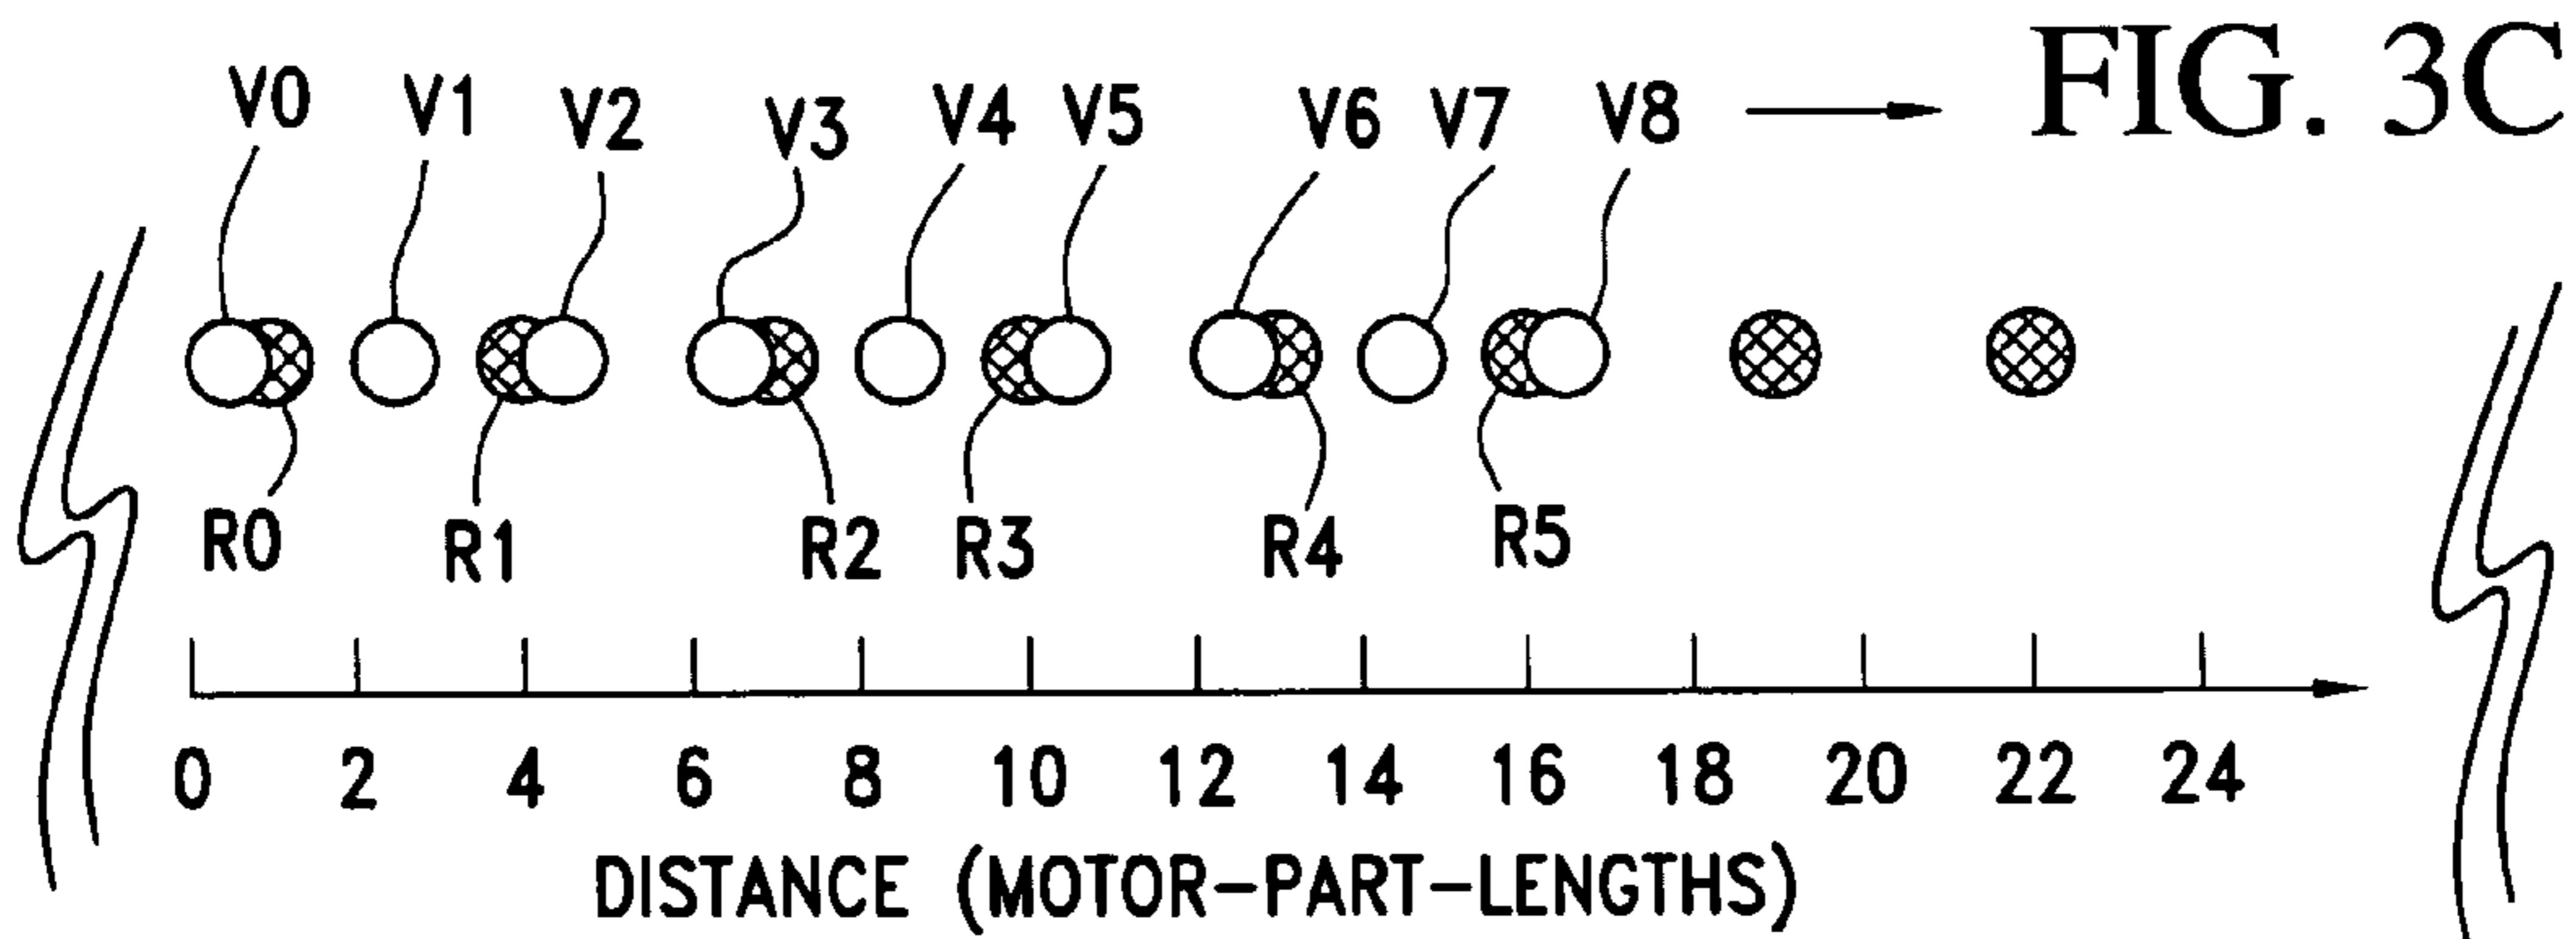 FIG. 3C
V0 V1 V2 V3 V4 V5 V6 V7 V8
R0 R1 R2 R3 R4 R5
0 2 4 6 8 10 12 14 16 18 20 22 24
DISTANCE (MOTOR-PART-LENGTHS)